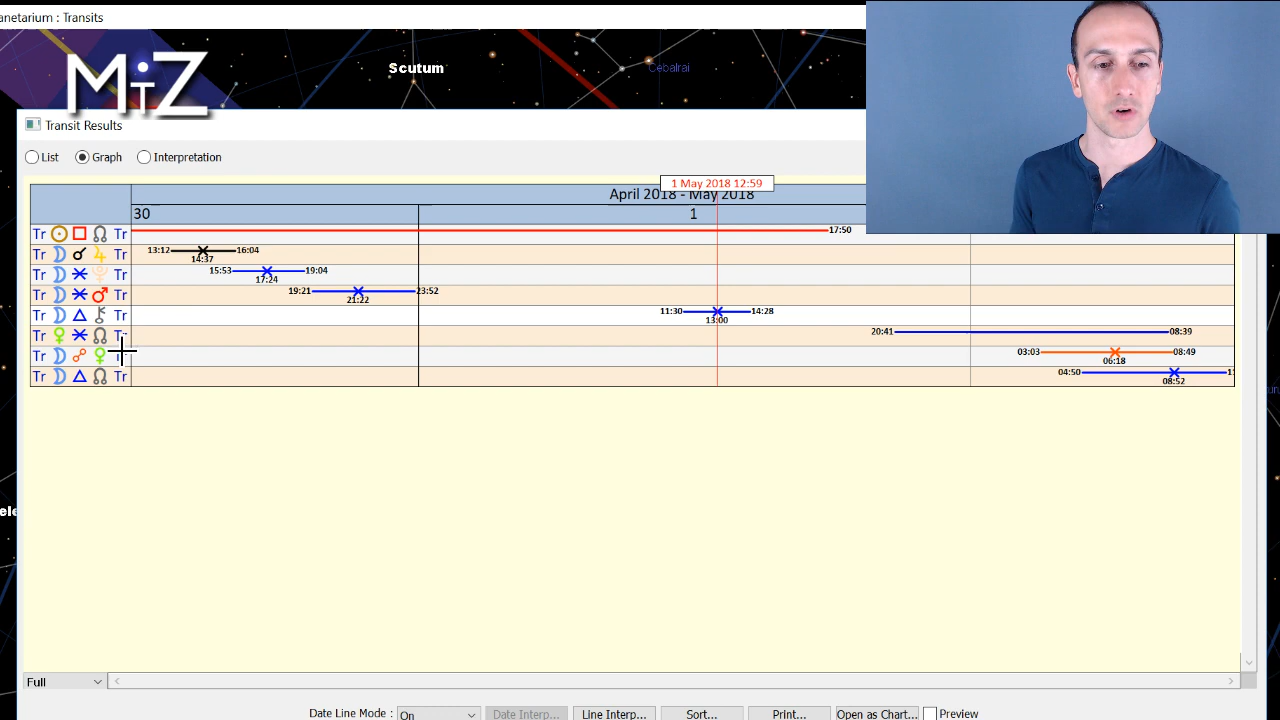 anetarium : Transits
MTZ
Scutum
Cebalrai
Transit Results
List Graph Interpretation
1 May 2018 12:59
April 2018 - May 2018
30 1
Tr Tr 17:50
Tr Tr 13:12 14:37 16:04
Tr Tr 15:53 17:24 19:04
Tr Tr 19:21 21:22 23:52
Tr Tr 11:30 13:00 14:28
Tr Tr 20:41 08:39
Tr 03:03 06:18 08:49
Tr Tr 04:50 08:52 1
ele
Full
Date Line Mode : On Date Interp... Line Interp... Sort... Print... Open as Chart... Preview